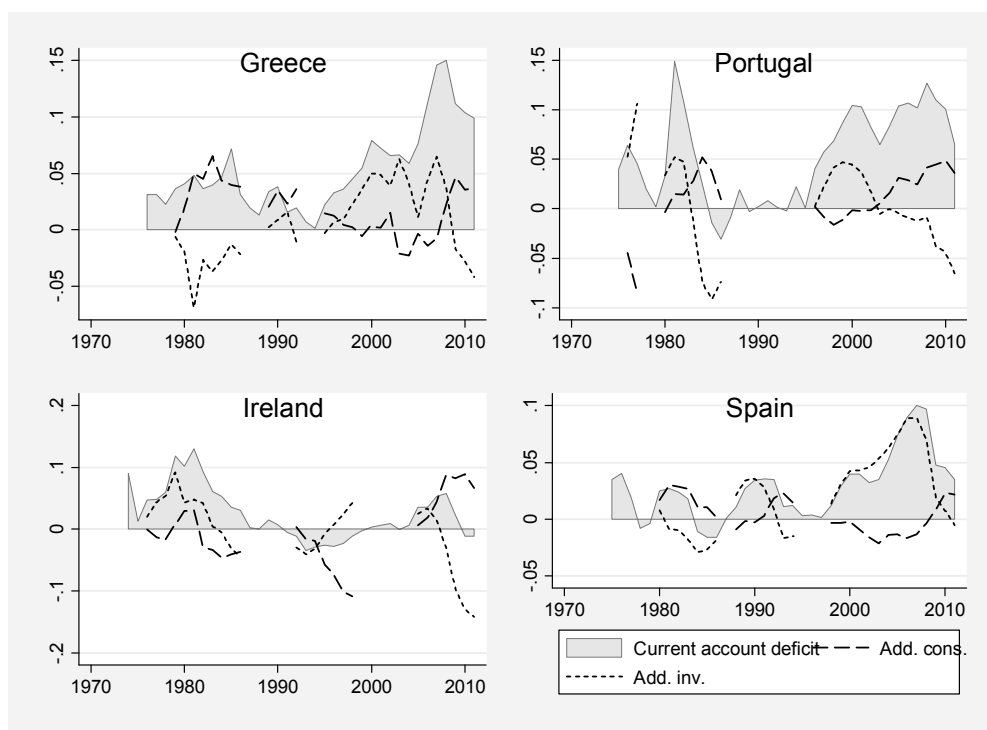 Greece
.15
.1
.05
0
-.05
1970 1980 1990 2000 2010
Portugal
.15
.1
.05
0
-.05
-.1
1970 1980 1990 2000 2010
Ireland
.2
.1
0
-.1
-.2
1970 1980 1990 2000 2010
Spain
.1
.05
0
-.05
1970 1980 1990 2000 2010
Current account deficit Add. cons.
Add. inv.